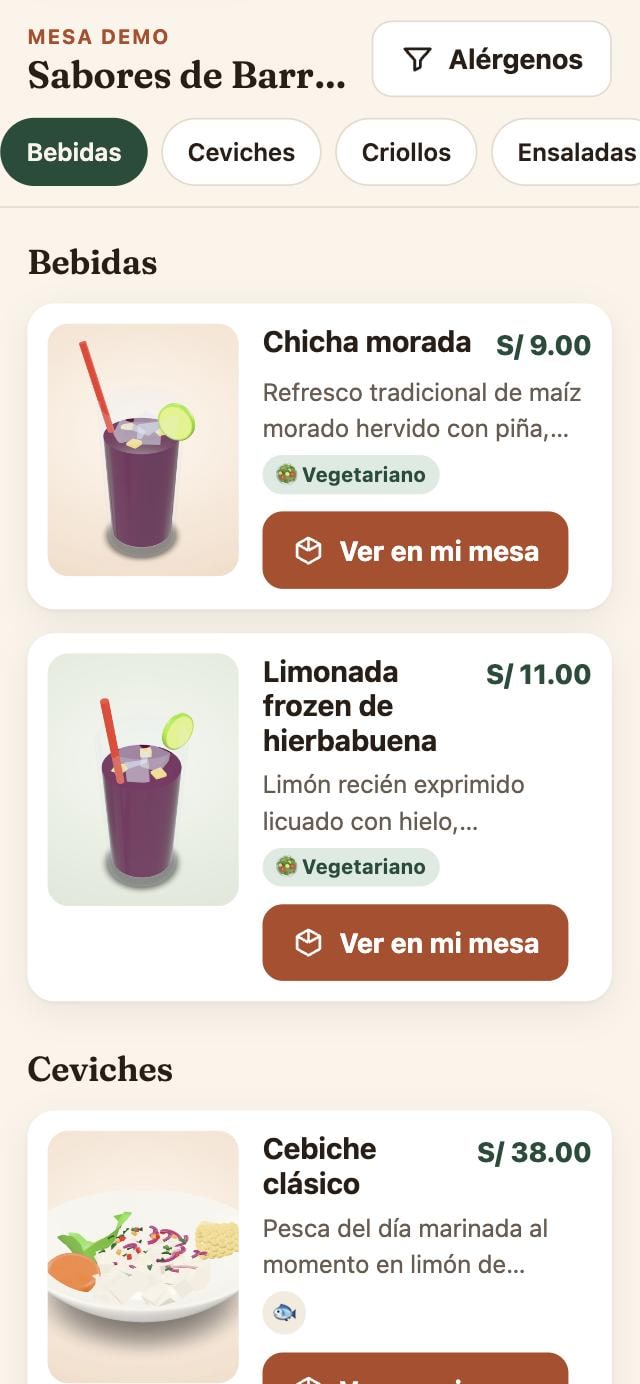 MESA DEMO
Sabores de Barr...
Alérgenos
Bebidas
Ceviches
Criollos
Ensaladas
Bebidas
Chicha morada
S/ 9.00
Refresco tradicional de maíz
morado hervido con piña,...
Vegetariano
Ver en mi mesa
Limonada
frozen de
hierbabuena
S/ 11.00
Limón recién exprimido
licuado con hielo,...
Vegetariano
Ver en mi mesa
Ceviches
Cebiche
clásico
S/ 38.00
Pesca del día marinada al
momento en limón de...